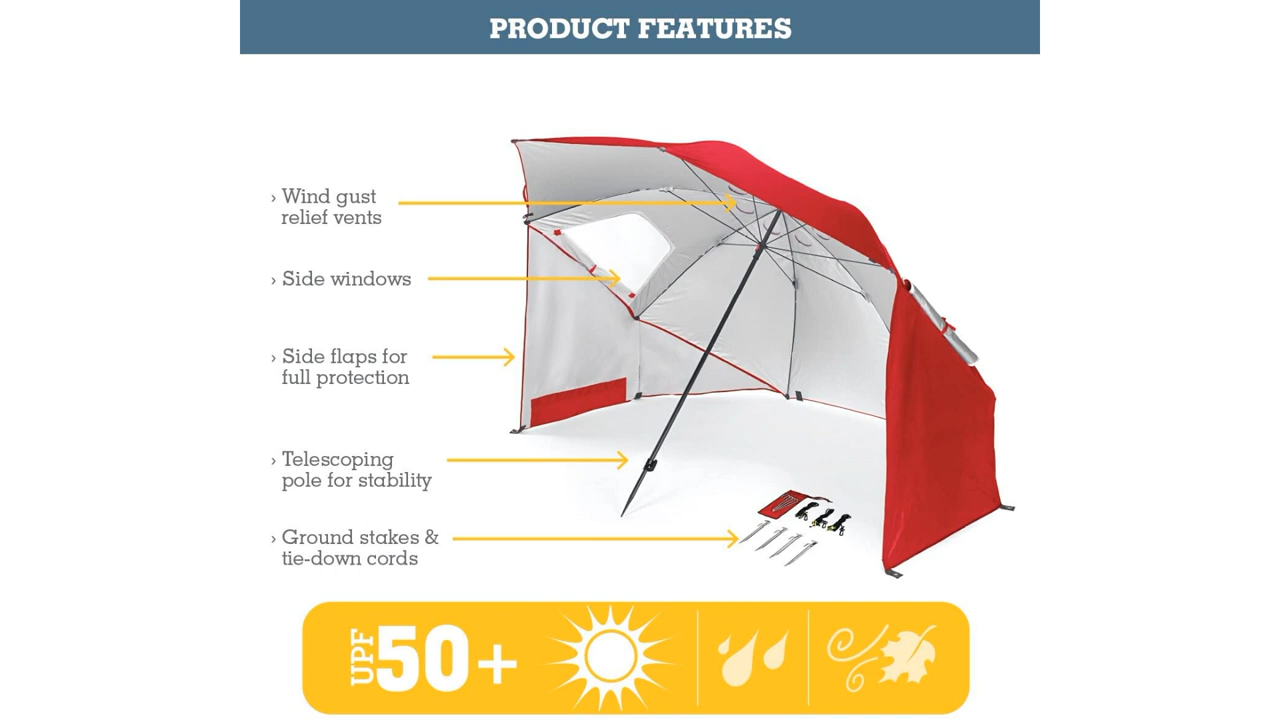 PRODUCT FEATURES
› Wind gust
relief vents
› Side windows
› Side flaps for
full protection
› Telescoping
pole for stability
› Ground stakes &
tie-down cords
UPF 50+